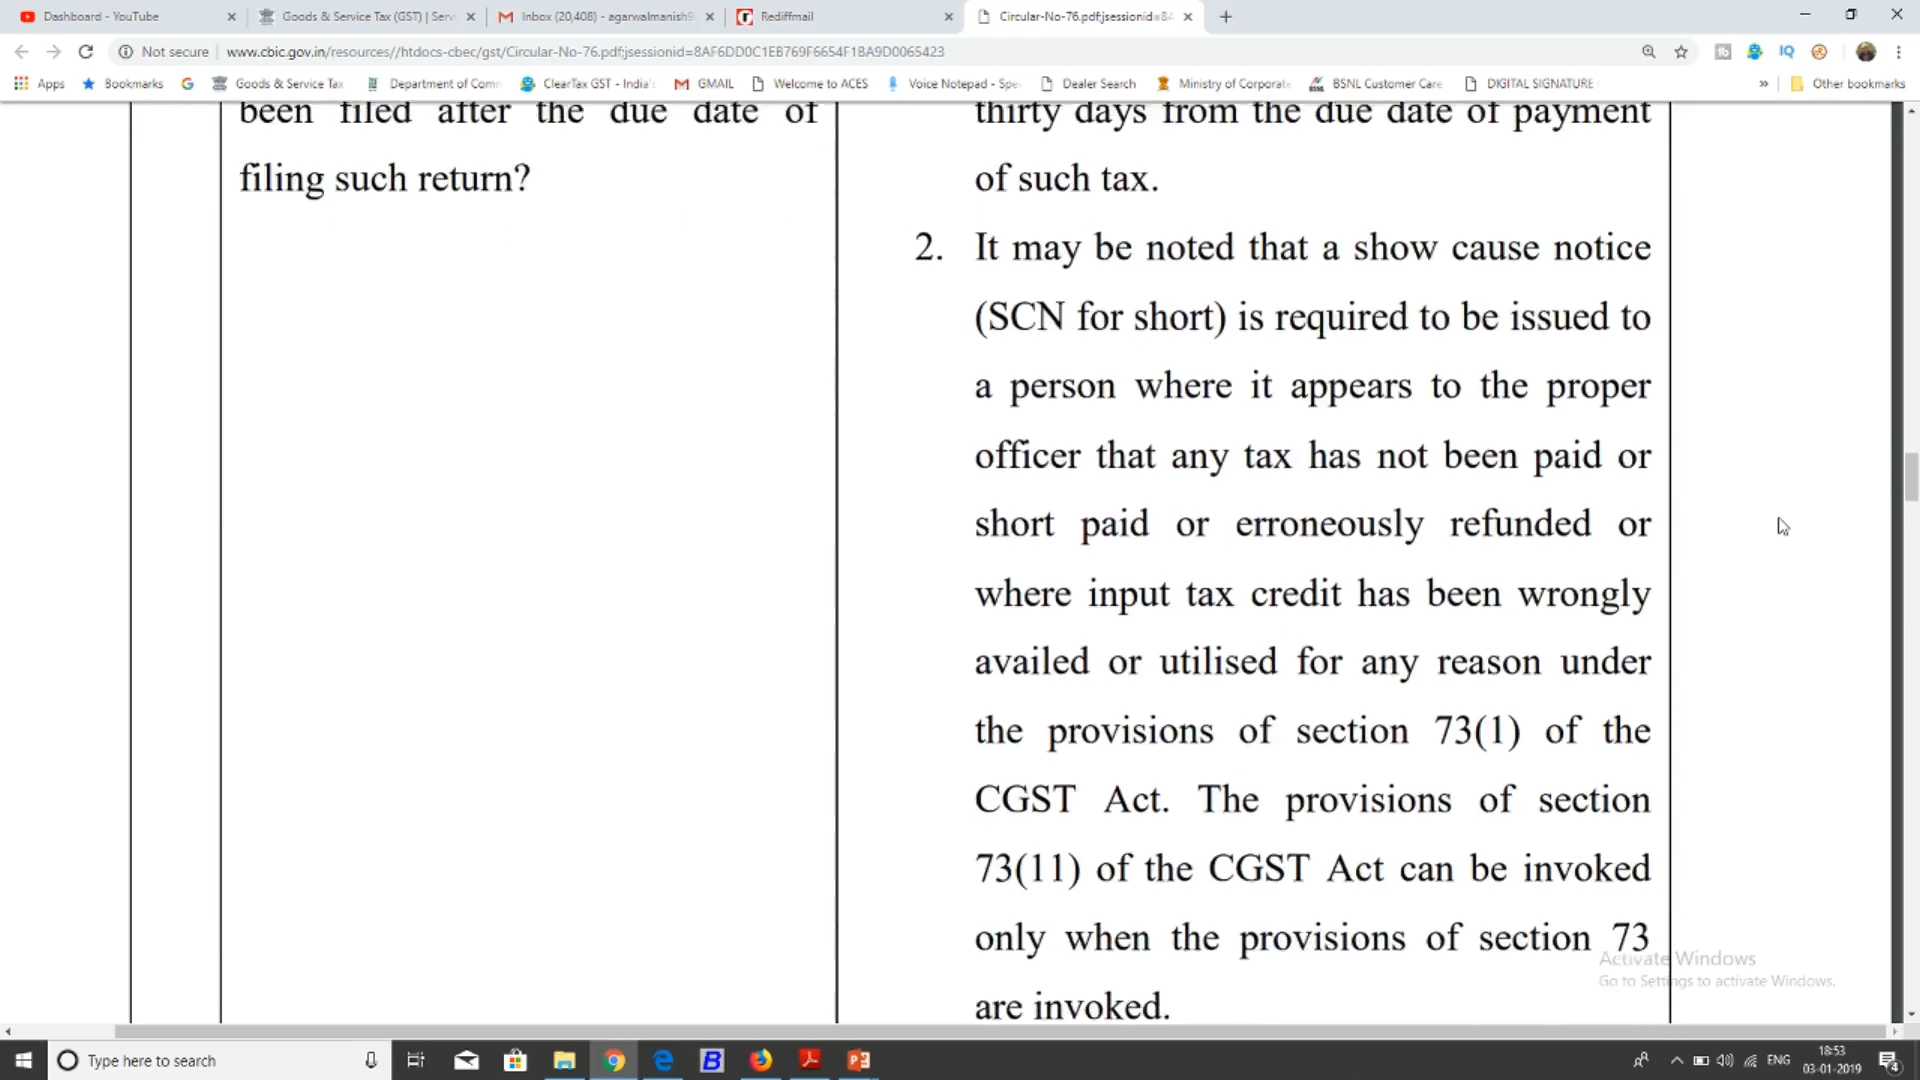 Dashboard - YouTube
Goods & Service Tax (GST) | Serv
Inbox (20,408) - agarwalmanish9
Rediffmail
Circular-No-76.pdf;jsessionid=8A
Not secure
www.cbic.gov.in/resources//htdocs-cbec/gst/Circular-No-76.pdf;jsessionid=8AF6DD0C1EB769F6654F1BA9D0065423
Apps
Bookmarks
Goods & Service Tax
Department of Com
ClearTax GST - India'
GMAIL
Welcome to ACES
Voice Notepad - Spe
Dealer Search
Ministry of Corporat
BSNL Customer Care
DIGITAL SIGNATURE
»
Other bookmarks
been filed after the due date of
filing such return?
thirty days from the due date of payment
of such tax.
2. It may be noted that a show cause notice
(SCN for short) is required to be issued to
a person where it appears to the proper
officer that any tax has not been paid or
short paid or erroneously refunded or
where input tax credit has been wrongly
availed or utilised for any reason under
the provisions of section 73(1) of the
CGST Act. The provisions of section
73(11) of the CGST Act can be invoked
only when the provisions of section 73
are invoked.
Activate Windows
Go to Settings to activate Windows.
Type here to search
ENG
18:53
03-01-2019
4